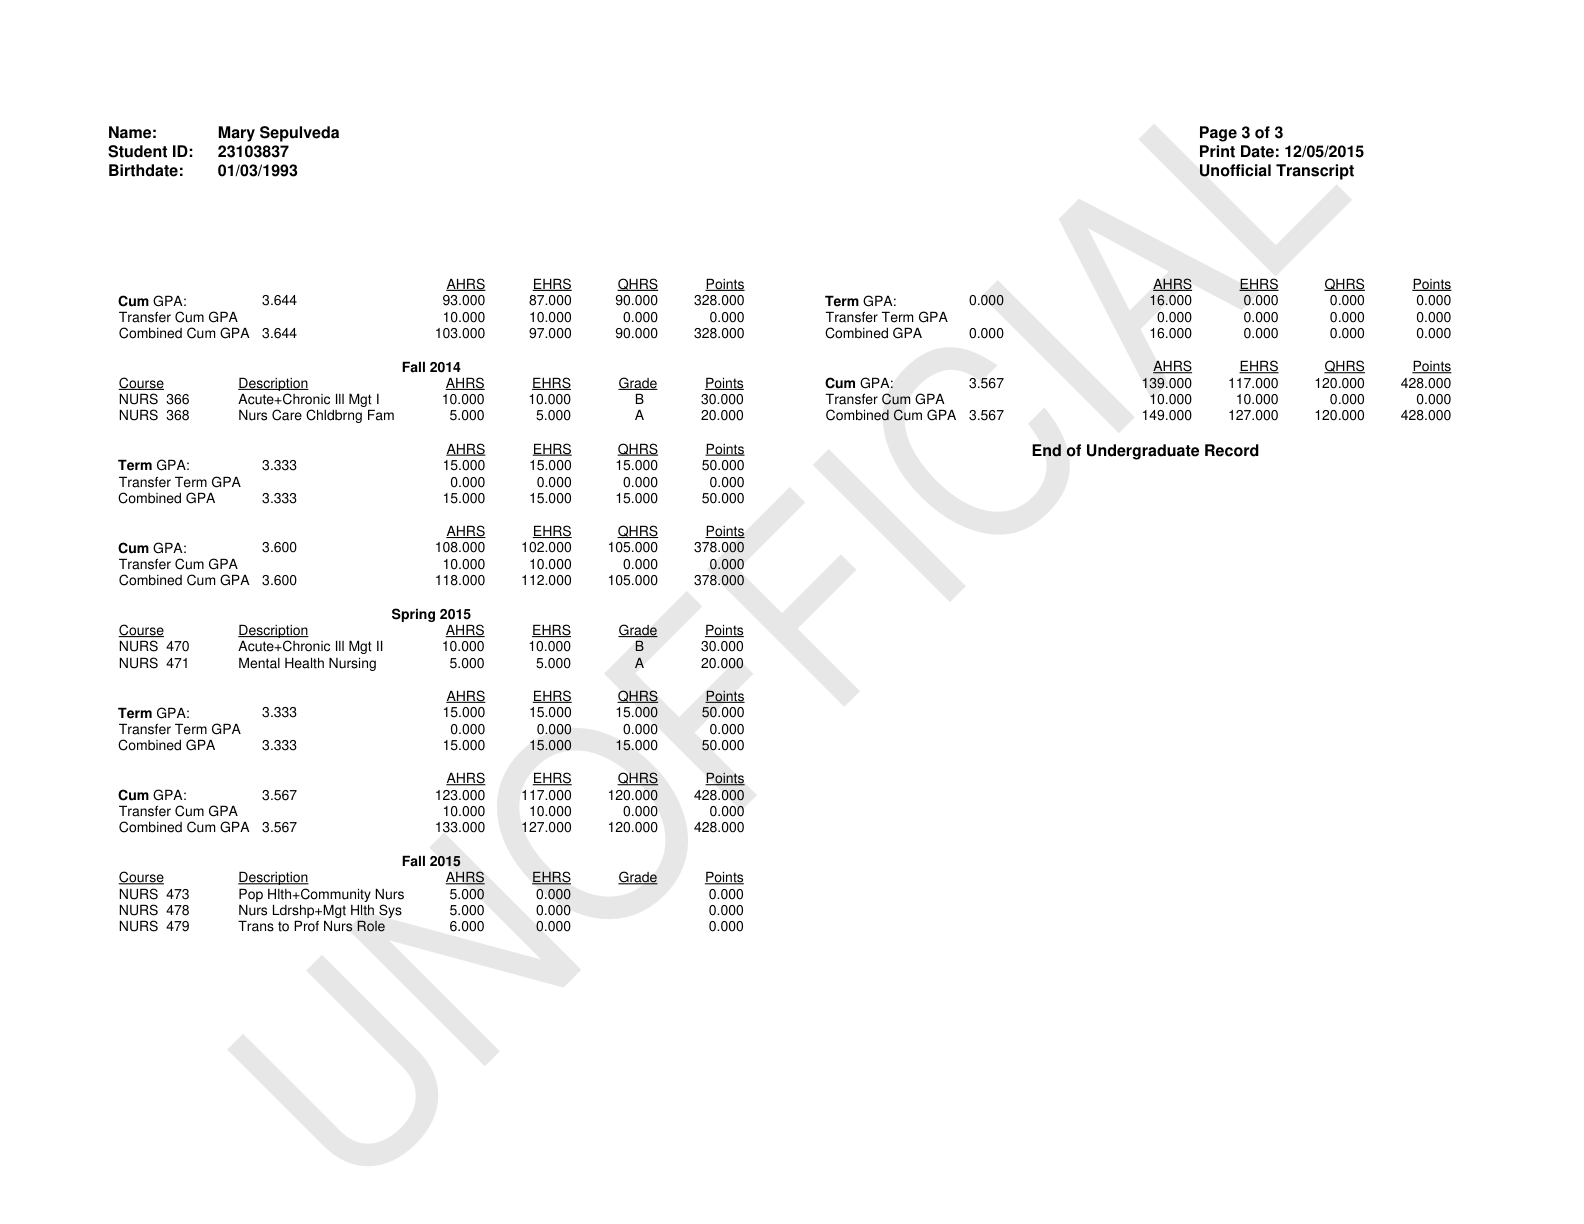 Name: Mary Sepulveda
Student ID: 23103837
Birthdate: 01/03/1993
Page 3 of 3
Print Date: 12/05/2015
Unofficial Transcript
AHRS EHRS QHRS Points
Cum GPA: 3.644 93.000 87.000 90.000 328.000
Transfer Cum GPA 10.000 10.000 0.000 0.000
Combined Cum GPA 3.644 103.000 97.000 90.000 328.000
Fall 2014
Course Description AHRS EHRS Grade Points
NURS 366 Acute+Chronic Ill Mgt I 10.000 10.000 B 30.000
NURS 368 Nurs Care Chldbrng Fam 5.000 5.000 A 20.000
AHRS EHRS QHRS Points
Term GPA: 3.333 15.000 15.000 15.000 50.000
Transfer Term GPA 0.000 0.000 0.000 0.000
Combined GPA 3.333 15.000 15.000 15.000 50.000
AHRS EHRS QHRS Points
Cum GPA: 3.600 108.000 102.000 105.000 378.000
Transfer Cum GPA 10.000 10.000 0.000 0.000
Combined Cum GPA 3.600 118.000 112.000 105.000 378.000
Spring 2015
Course Description AHRS EHRS Grade Points
NURS 470 Acute+Chronic Ill Mgt II 10.000 10.000 B 30.000
NURS 471 Mental Health Nursing 5.000 5.000 A 20.000
AHRS EHRS QHRS Points
Term GPA: 3.333 15.000 15.000 15.000 50.000
Transfer Term GPA 0.000 0.000 0.000 0.000
Combined GPA 3.333 15.000 15.000 15.000 50.000
AHRS EHRS QHRS Points
Cum GPA: 3.567 123.000 117.000 120.000 428.000
Transfer Cum GPA 10.000 10.000 0.000 0.000
Combined Cum GPA 3.567 133.000 127.000 120.000 428.000
Fall 2015
Course Description AHRS EHRS Grade Points
NURS 473 Pop Hlth+Community Nurs 5.000 0.000 0.000
NURS 478 Nurs Ldrshp+Mgt Hlth Sys 5.000 0.000 0.000
NURS 479 Trans to Prof Nurs Role 6.000 0.000 0.000
AHRS EHRS QHRS Points
Term GPA: 0.000 16.000 0.000 0.000 0.000
Transfer Term GPA 0.000 0.000 0.000 0.000
Combined GPA 0.000 16.000 0.000 0.000 0.000
AHRS EHRS QHRS Points
Cum GPA: 3.567 139.000 117.000 120.000 428.000
Transfer Cum GPA 10.000 10.000 0.000 0.000
Combined Cum GPA 3.567 149.000 127.000 120.000 428.000
End of Undergraduate Record
UNOFFICIAL